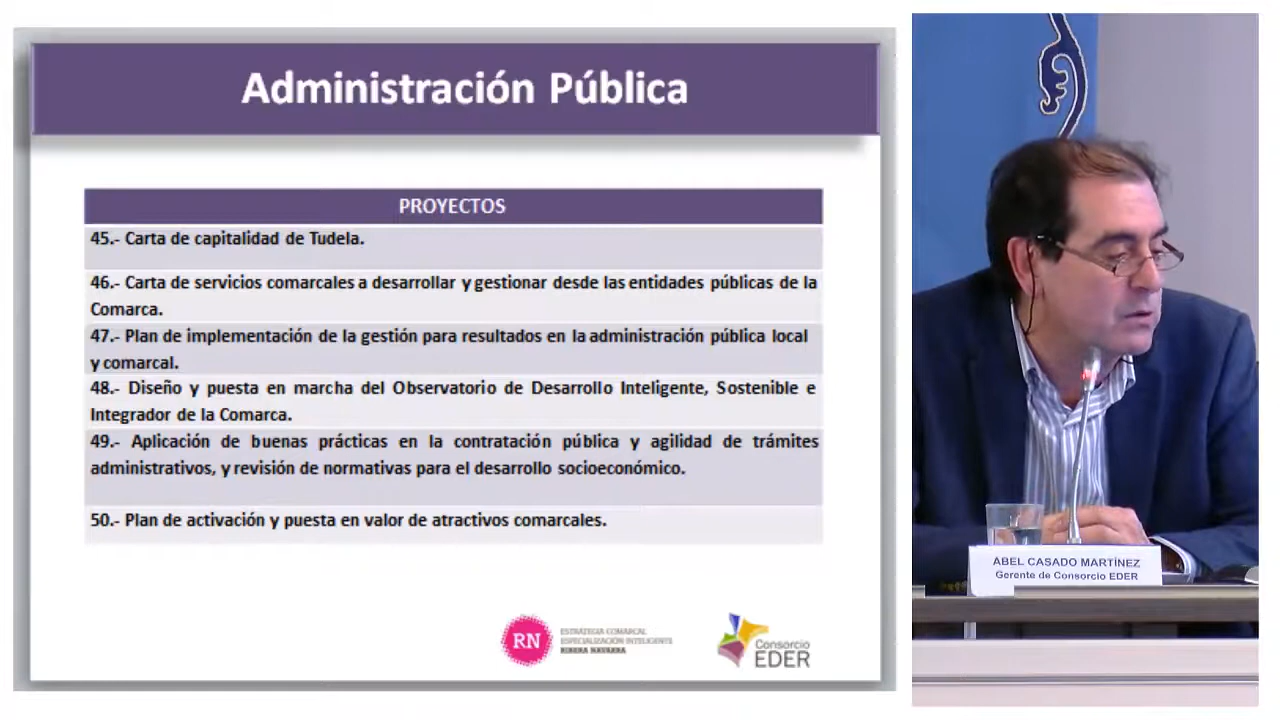 Administración Pública
PROYECTOS
45.- Carta de capitalidad de Tudela.
46.- Carta de servicios comarcales a desarrollar y gestionar desde las entidades públicas de la
Comarca.
47.- Plan de implementación de la gestión para resultados en la administración pública local
y comarcal.
48.- Diseño y puesta en marcha del Observatorio de Desarrollo Inteligente, Sostenible e
Integrador de la Comarca.
49.- Aplicación de buenas prácticas en la contratación pública y agilidad de trámites
administrativos, y revisión de normativas para el desarrollo socioeconómico.
50.- Plan de activación y puesta en valor de atractivos comarcales.
RN
ESTRATEGIA COMARCAL
ESPECIALIZACIÓN INTELIGENTE
RIBERA NAVARRA
Consorcio
EDER
ABEL CASADO MARTÍNEZ
Gerente de Consorcio EDER